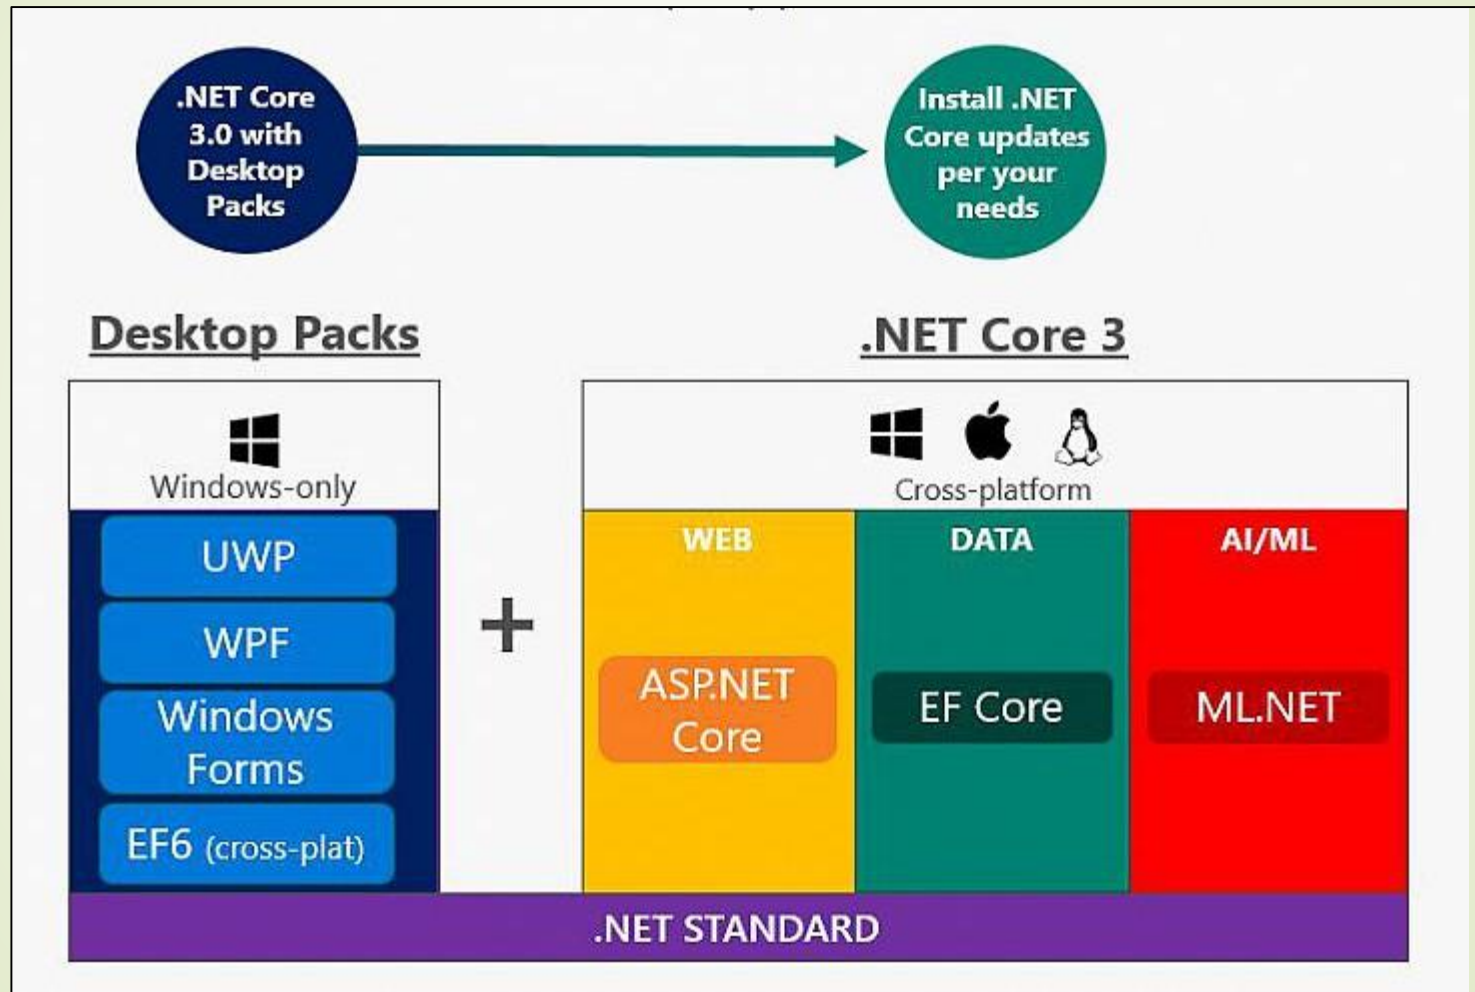 .NET Core
3.0 with
Desktop
Packs
Install .NET
Core updates
per your
needs
Desktop Packs
.NET Core 3
Windows-only
Cross-platform
UWP
WPF
Windows
Forms
EF6 (cross-plat)
+
WEB
DATA
AI/ML
ASP.NET
Core
EF Core
ML.NET
.NET STANDARD